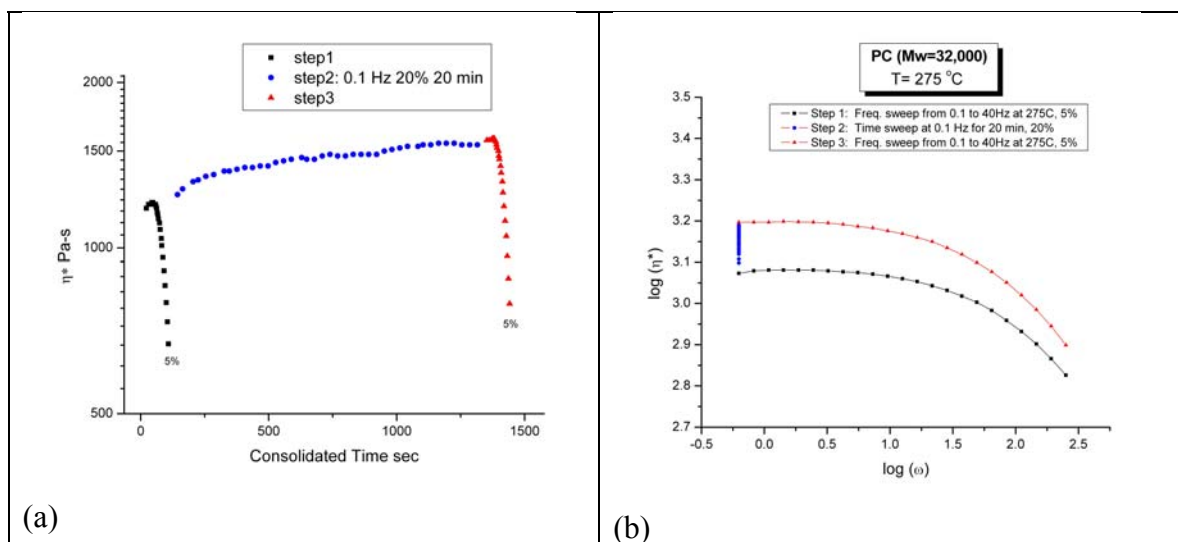 step1
step2: 0.1 Hz 20% 20 min
step3
2000
1500
1000
500
η* Pa-s
5%
5%
0
500
1000
1500
Consolidated Time sec
(a)
PC (Mw=32,000)
T= 275 °C
Step 1: Freq. sweep from 0.1 to 40Hz at 275C, 5%
Step 2: Time sweep at 0.1 Hz for 20 min, 20%
Step 3: Freq. sweep from 0.1 to 40Hz at 275C, 5%
3.5
3.4
3.3
3.2
3.1
3.0
2.9
2.8
2.7
log (η*)
-0.5
0.0
0.5
1.0
1.5
2.0
2.5
log (ω)
(b)